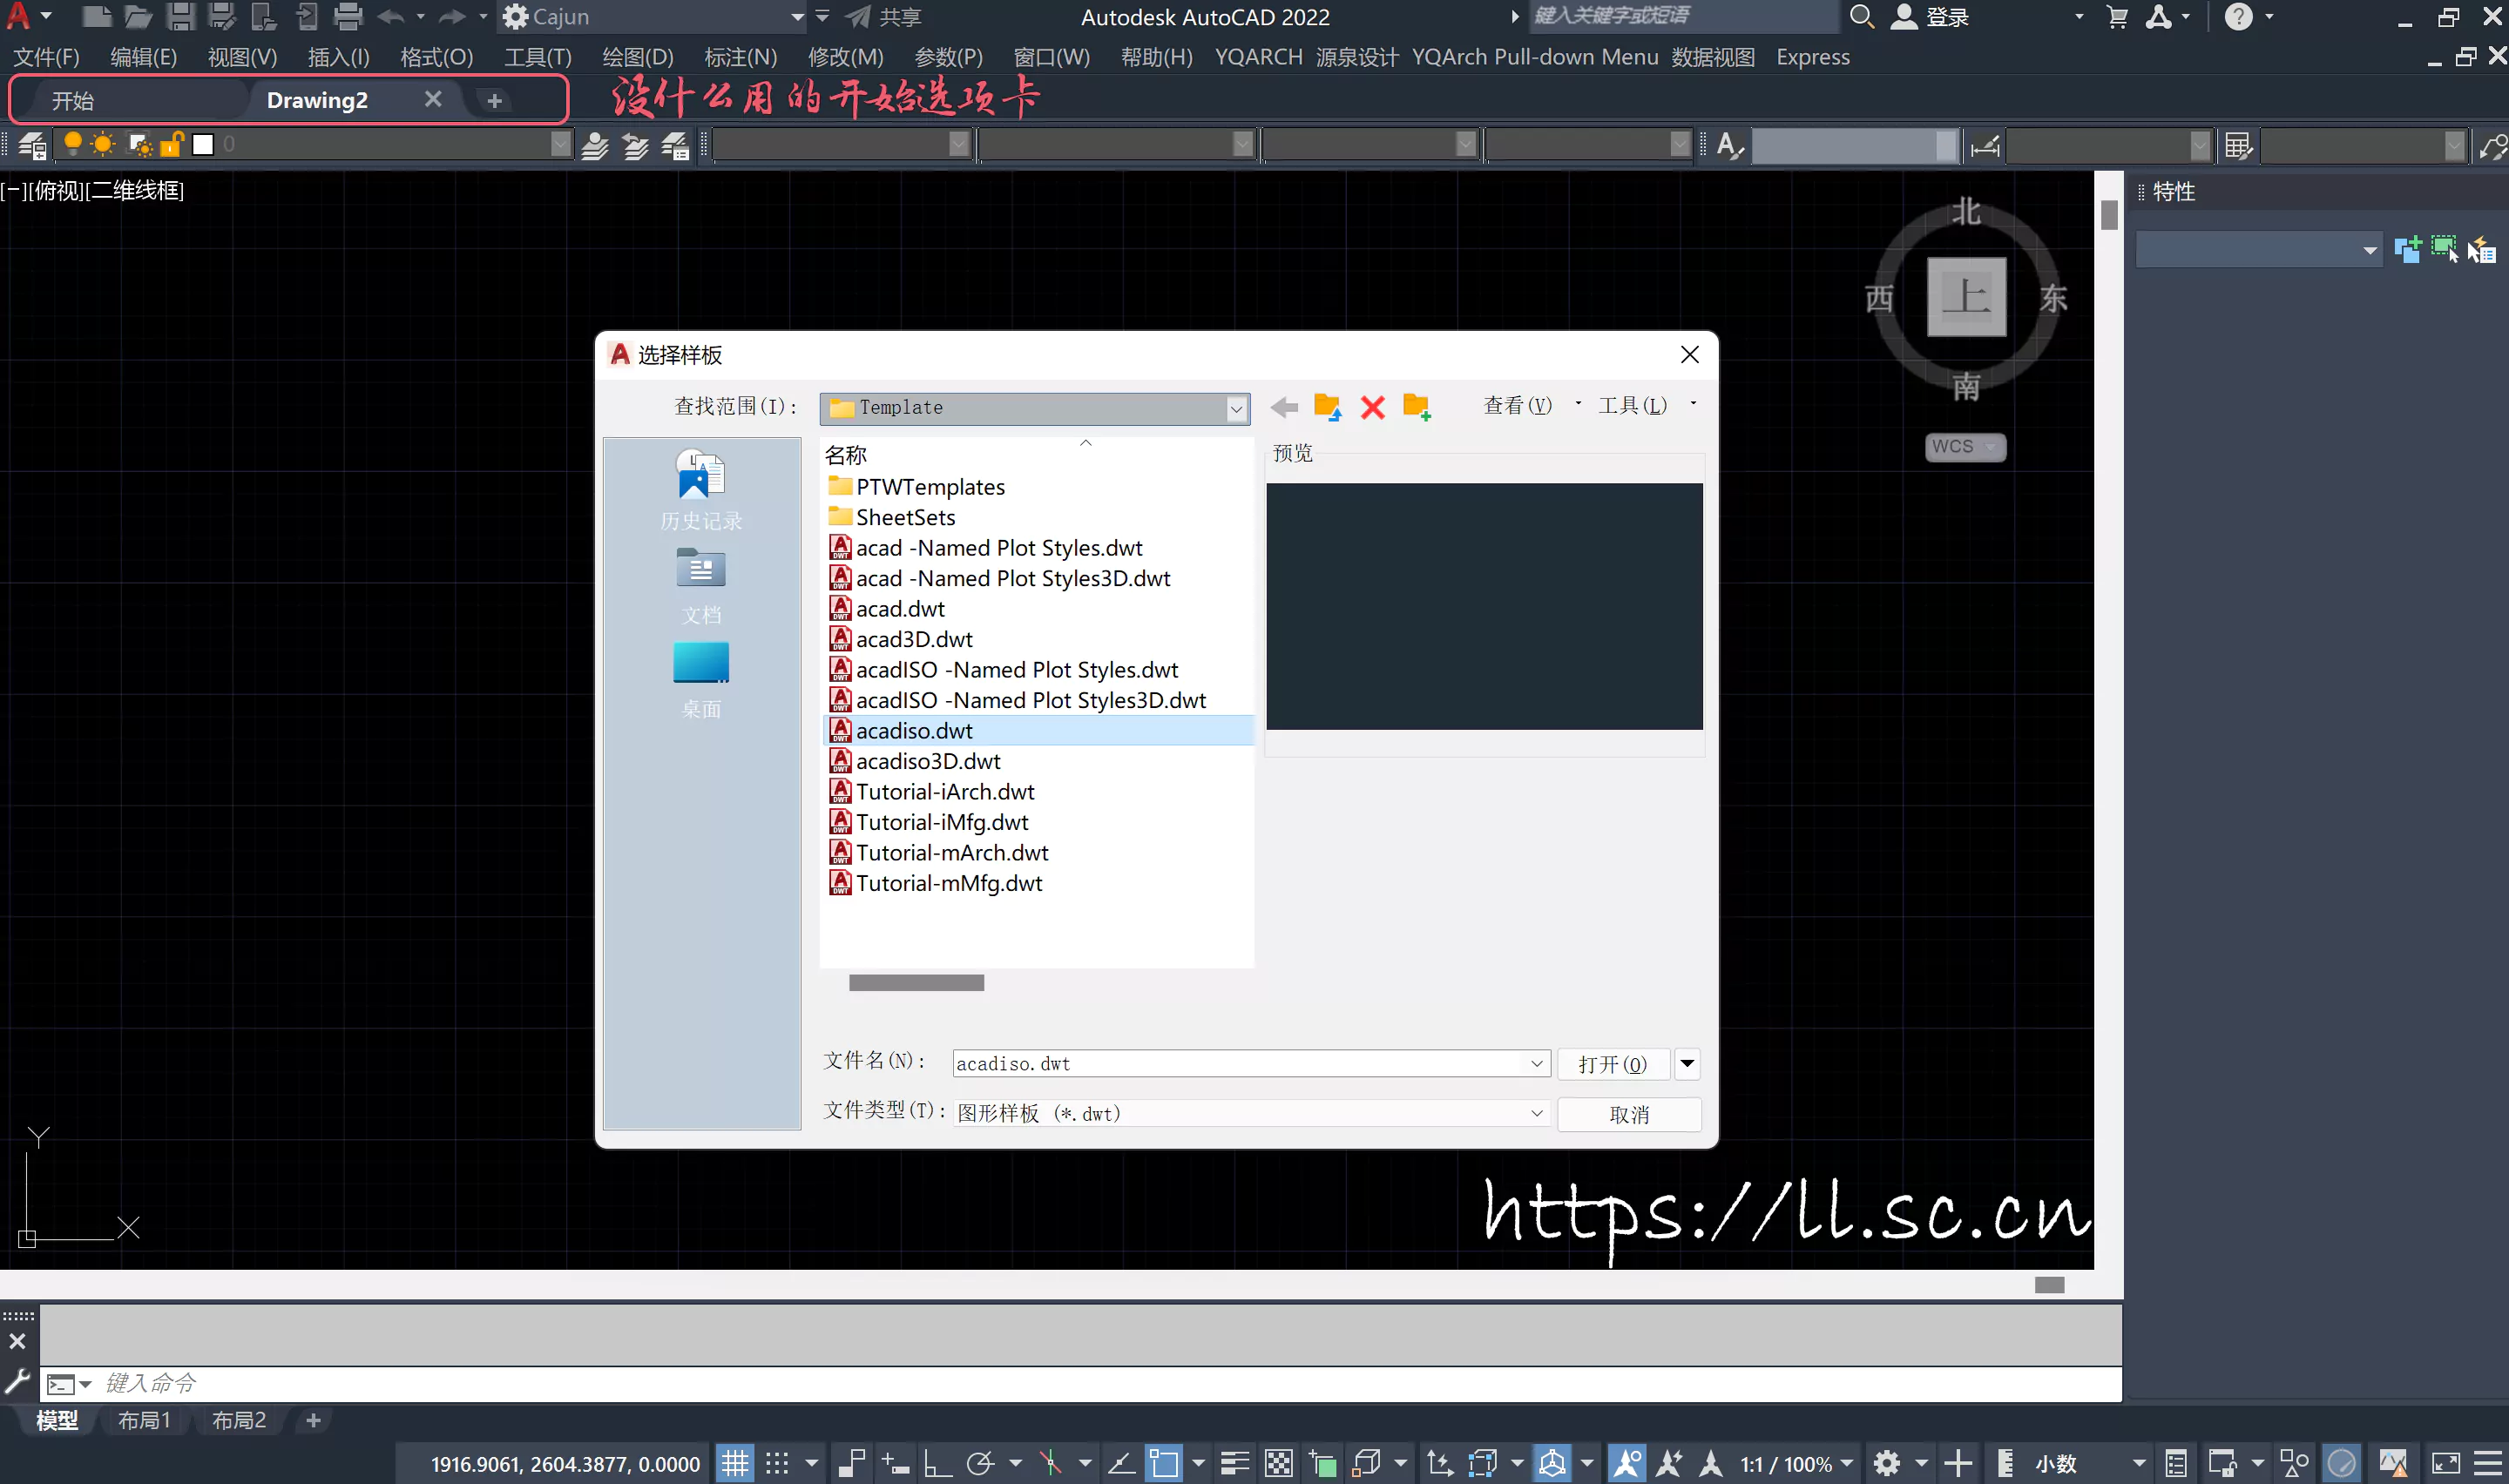 Cajun 共享 Autodesk AutoCAD 2022 键入关键字或短语 登录
文件(F) 编辑(E) 视图(V) 插入(I) 格式(O) 工具(T) 绘图(D) 标注(N) 修改(M) 参数(P) 窗口(W) 帮助(H) YQARCH 源泉设计 YQArch Pull-down Menu 数据视图 Express
开始 Drawing2 没什么用的开始选项卡
0
[-][俯视][二维线框]
特性
北
西 上 东
南
WCS
选择样板
查找范围(I): Template 查看(V) 工具(L)
名称
预览
历史记录
文档
桌面
PTWTemplates
SheetSets
acad -Named Plot Styles.dwt
acad -Named Plot Styles3D.dwt
acad.dwt
acad3D.dwt
acadISO -Named Plot Styles.dwt
acadISO -Named Plot Styles3D.dwt
acadiso.dwt
acadiso3D.dwt
Tutorial-iArch.dwt
Tutorial-iMfg.dwt
Tutorial-mArch.dwt
Tutorial-mMfg.dwt
文件名(N): acadiso.dwt 打开(O)
文件类型(T): 图形样板 (*.dwt) 取消
Y
X
https://ll.sc.cn
键入命令
模型 布局1 布局2
1916.9061, 2604.3877, 0.0000 1:1 / 100% 小数